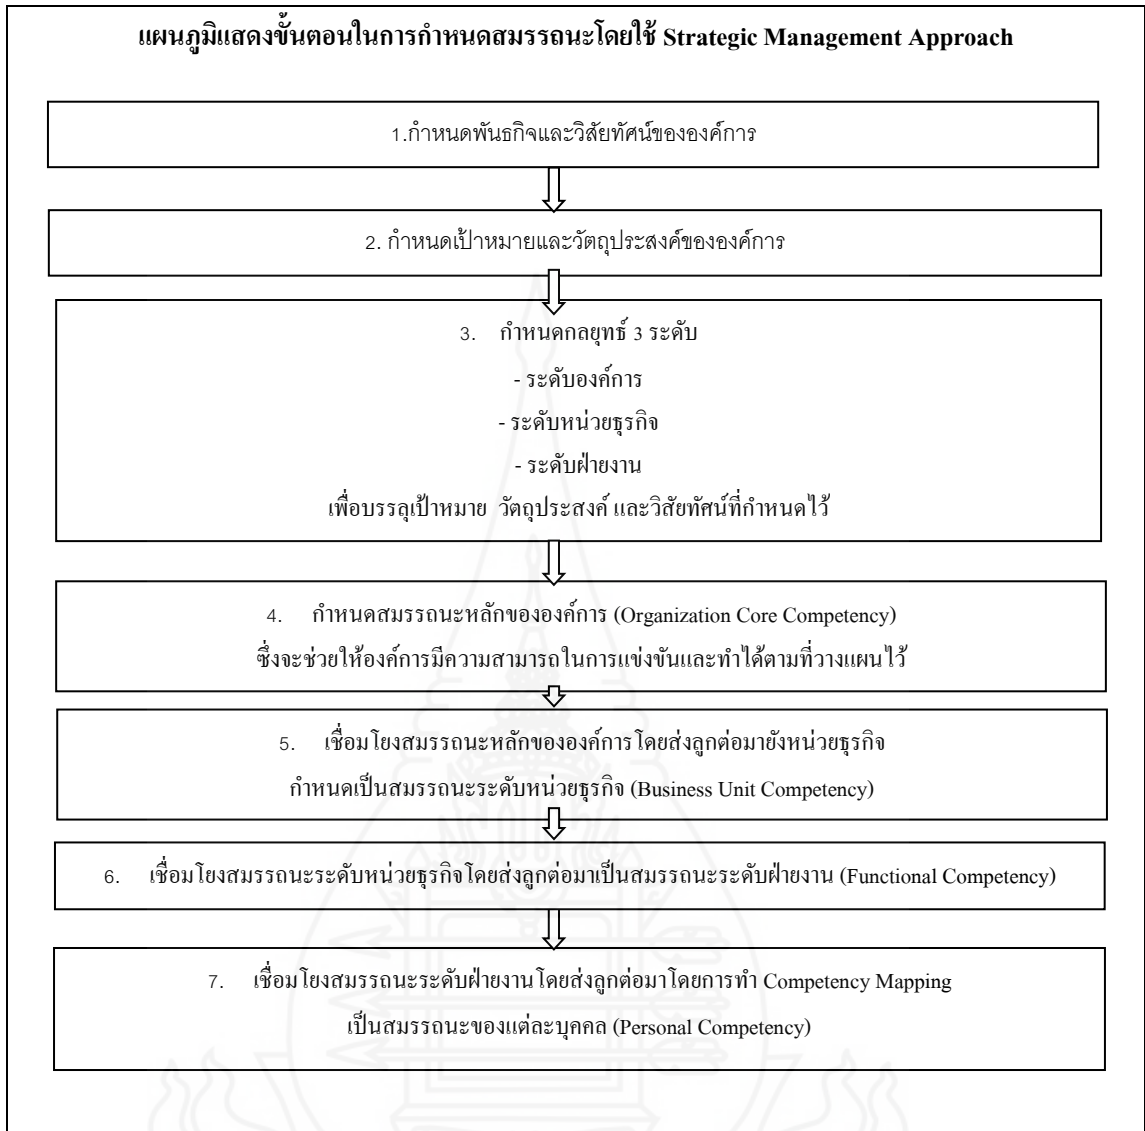 แผนภูมิแสดงขั้นตอนในการกำหนดสมรรถนะโดยใช้ Strategic Management Approach
1.กำหนดพันธกิจและวิสัยทัศน์ขององค์การ
2. กำหนดเป้าหมายและวัตถุประสงค์ขององค์การ
3. กำหนดกลยุทธ์ 3 ระดับ
- ระดับองค์การ
- ระดับหน่วยธุรกิจ
- ระดับฝ่ายงาน
เพื่อบรรลุเป้าหมาย วัตถุประสงค์ และวิสัยทัศน์ที่กำหนดไว้
4. กำหนดสมรรถนะหลักขององค์การ (Organization Core Competency)
ซึ่งจะช่วยให้องค์การมีความสามารถในการแข่งขันและทำได้ตามที่วางแผนไว้
5. เชื่อมโยงสมรรถนะหลักขององค์การโดยส่งลูกต่อมายังหน่วยธุรกิจ
กำหนดเป็นสมรรถนะระดับหน่วยธุรกิจ (Business Unit Competency)
6. เชื่อมโยงสมรรถนะระดับหน่วยธุรกิจโดยส่งลูกต่อมาเป็นสมรรถนะระดับฝ่ายงาน (Functional Competency)
7. เชื่อมโยงสมรรถนะระดับฝ่ายงานโดยส่งลูกต่อมาโดยการทำ Competency Mapping
เป็นสมรรถนะของแต่ละบุคคล (Personal Competency)